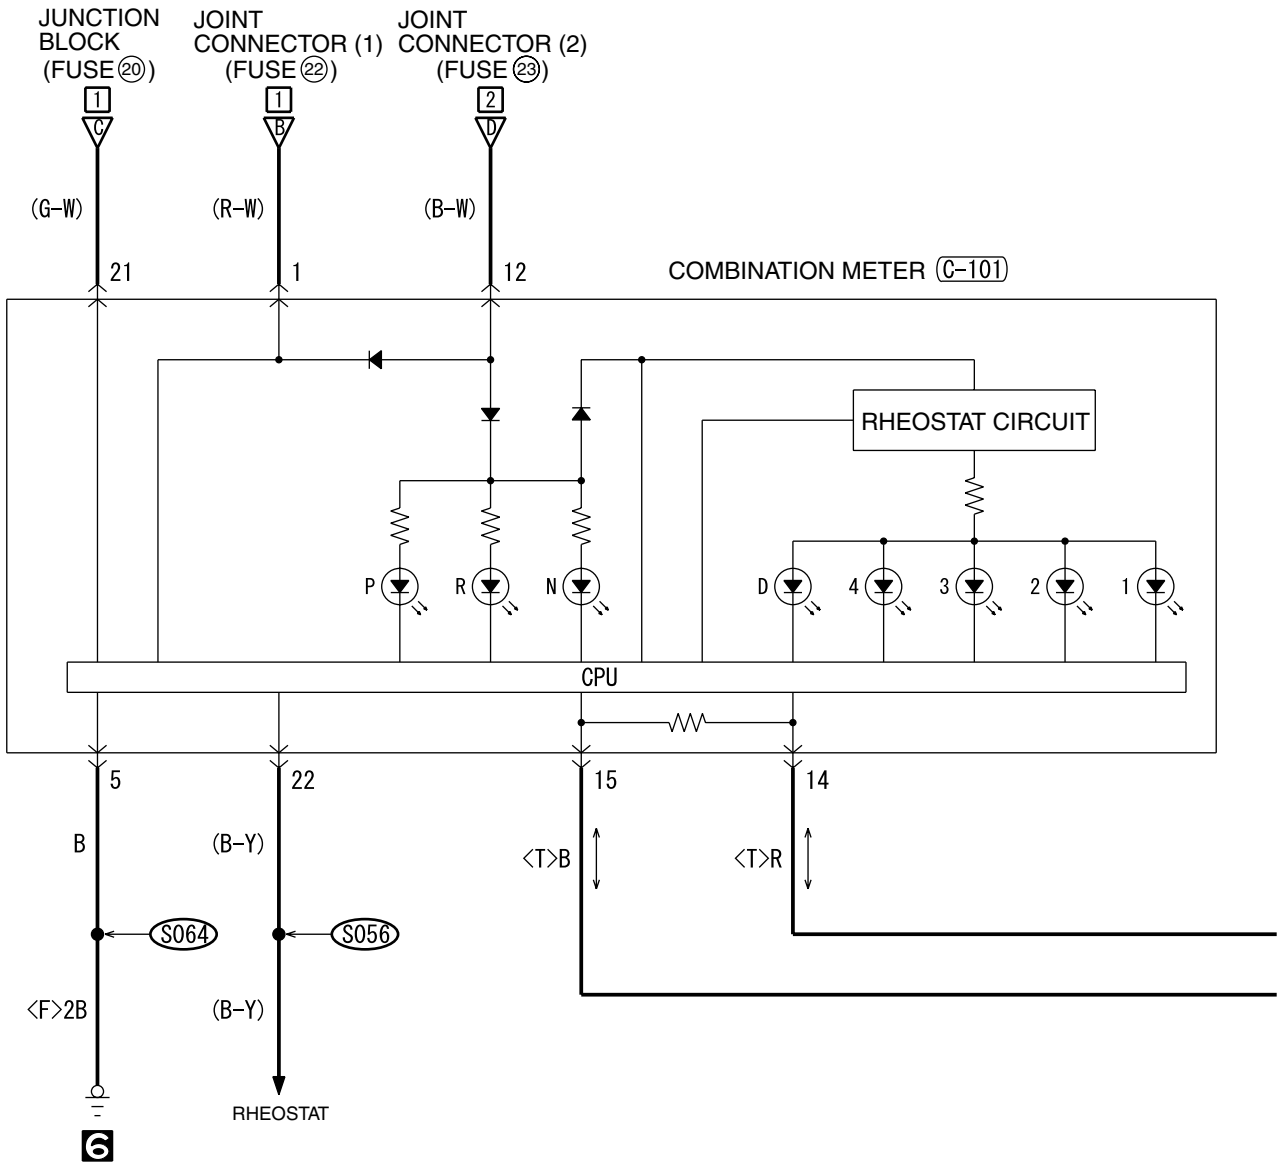 JUNCTION
BLOCK
(FUSE 20)
JOINT
CONNECTOR (1)
(FUSE 22)
JOINT
CONNECTOR (2)
(FUSE 23)
1
1
2
C
B
D
(G-W)
(R-W)
(B-W)
21
1
12
COMBINATION METER C-101
RHEOSTAT CIRCUIT
P
R
N
D
4
3
2
1
CPU
5
22
15
14
B
(B-Y)
<T>B
<T>R
S064
S056
<F>2B
(B-Y)
RHEOSTAT
6